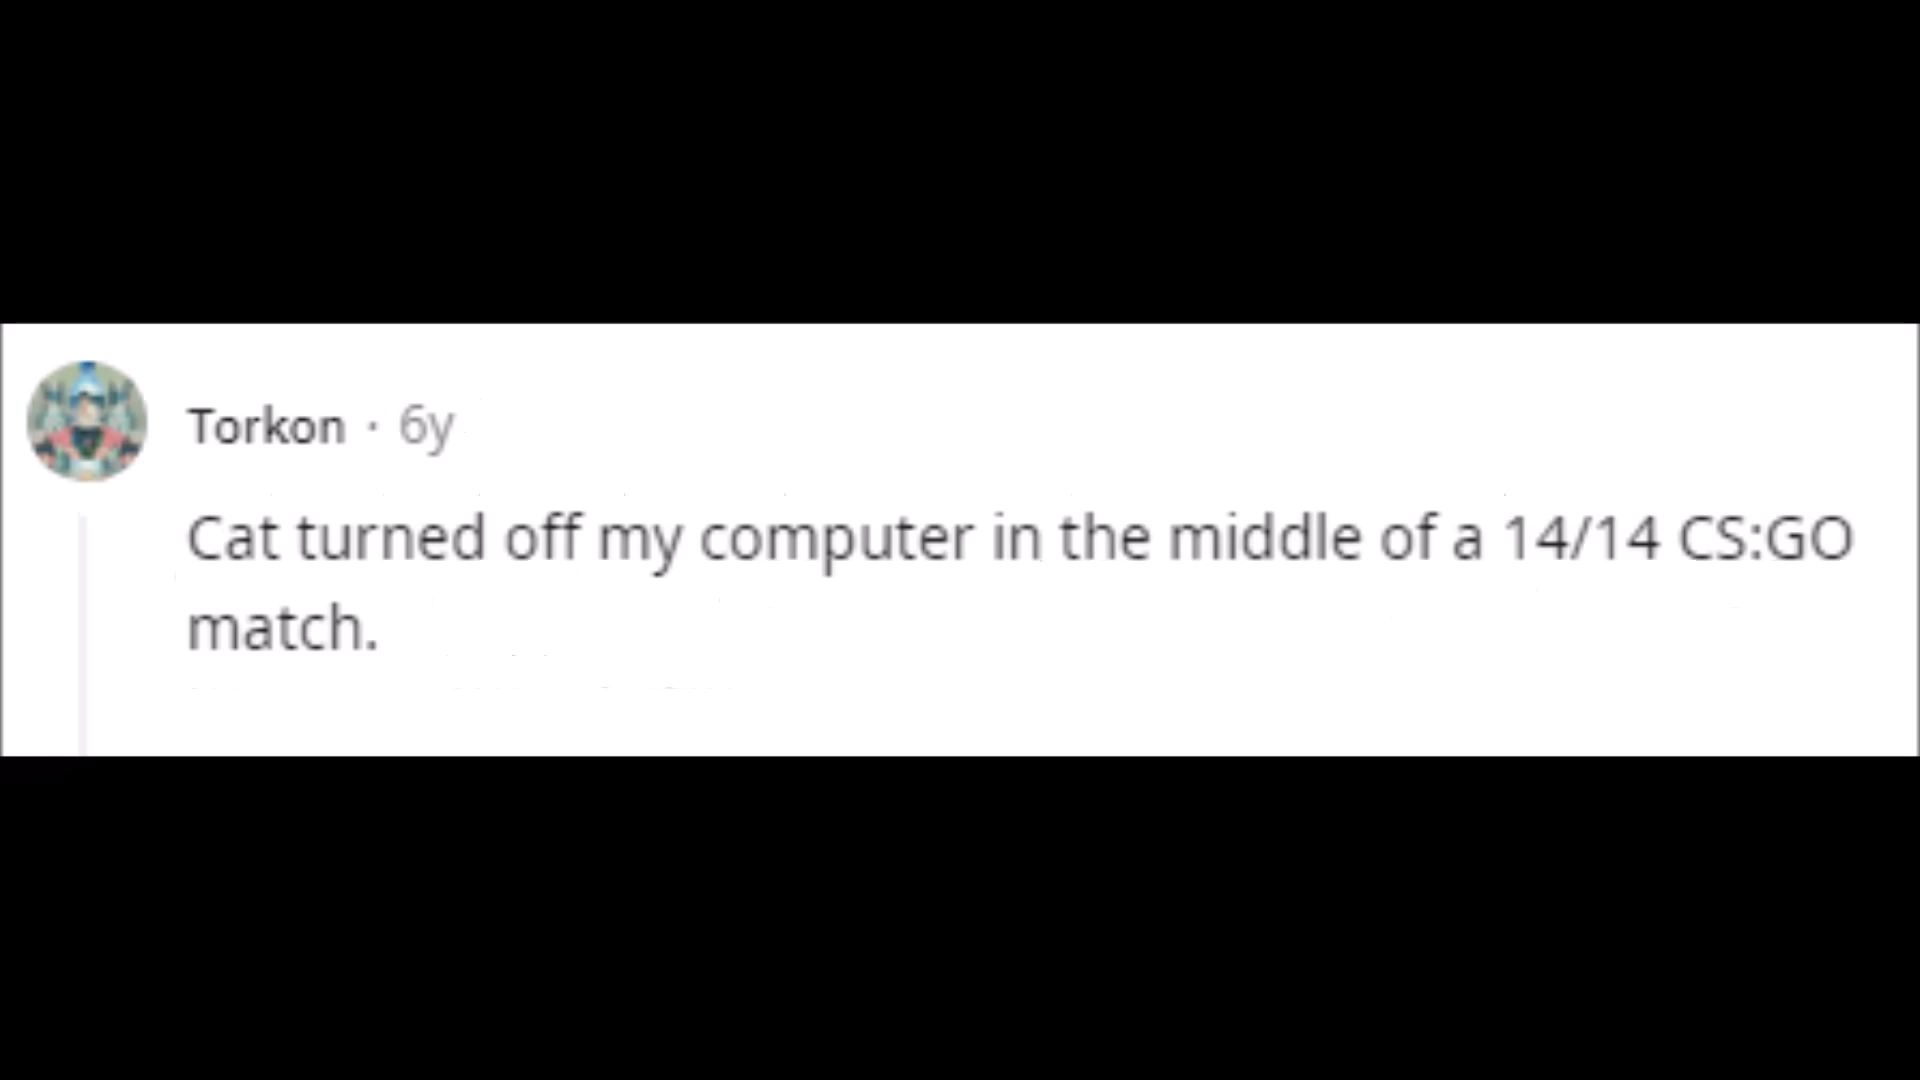 Torkon · 6y
Cat turned off my computer in the middle of a 14/14 CS:GO
match.